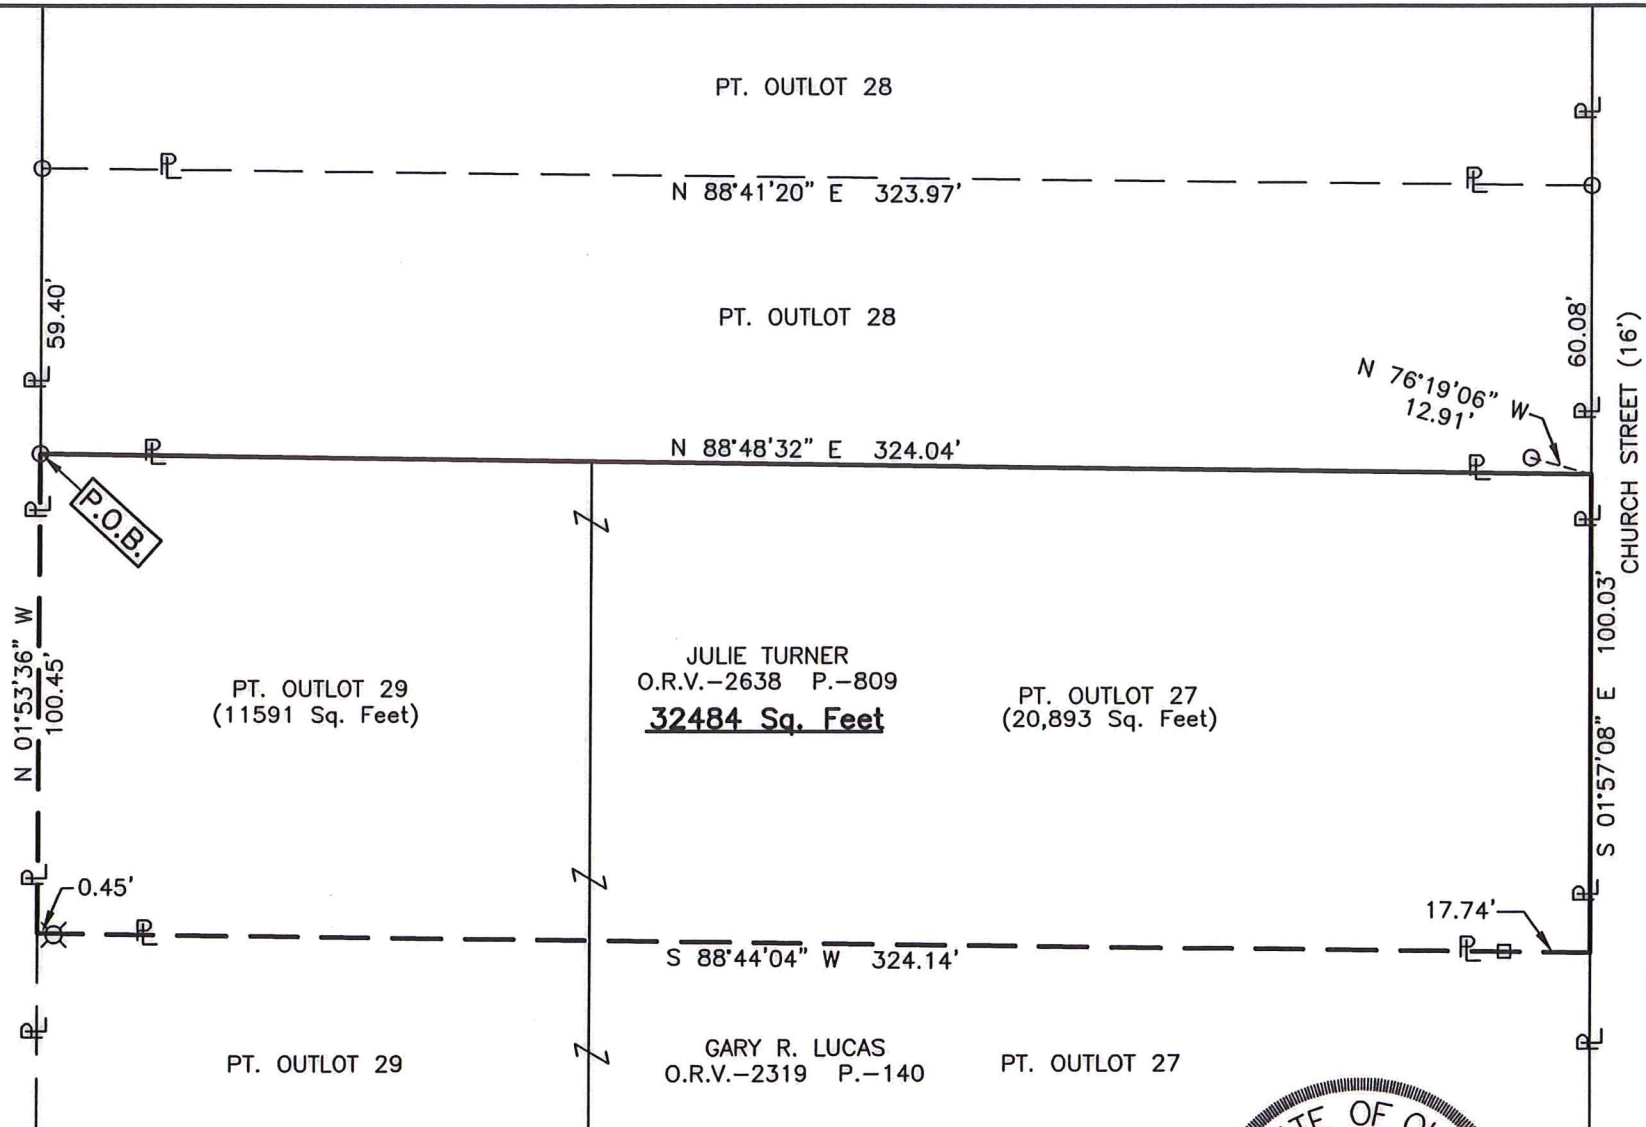 PT. OUTLOT 28
N 88°41'20" E 323.97'
59.40'
PT. OUTLOT 28
60.08'
CHURCH STREET (16')
N 76°19'06" W
12.91'
N 88°48'32" E 324.04'
P.O.B.
N 01°53'36" W
100.45'
PT. OUTLOT 29
(11591 Sq. Feet)
JULIE TURNER
O.R.V.-2638 P.-809
32484 Sq. Feet
PT. OUTLOT 27
(20,893 Sq. Feet)
S 01°57'08" E 100.03'
0.45'
17.74'
S 88°44'04" W 324.14'
PT. OUTLOT 29
GARY R. LUCAS
O.R.V.-2319 P.-140
PT. OUTLOT 27
OF